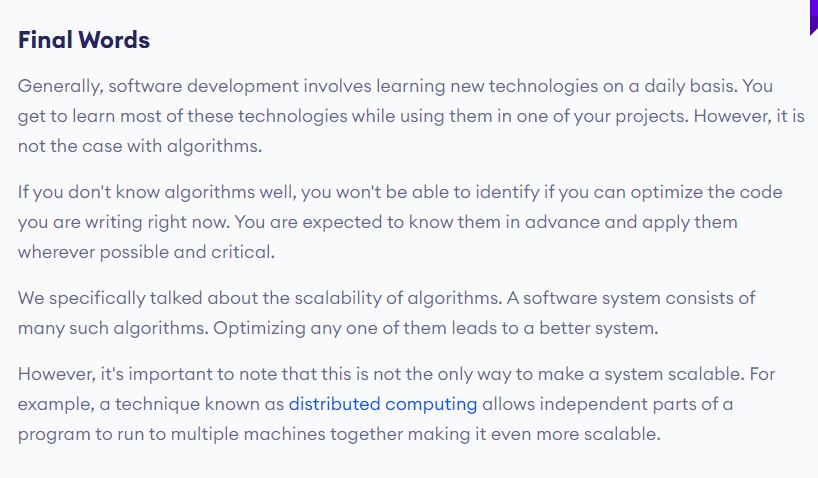 Final Words
Generally, software development involves learning new technologies on a daily basis. You
get to learn most of these technologies while using them in one of your projects. However, it is
not the case with algorithms.
If you don't know algorithms well, you won't be able to identify if you can optimize the code
you are writing right now. You are expected to know them in advance and apply them
wherever possible and critical.
We specifically talked about the scalability of algorithms. A software system consists of
many such algorithms. Optimizing any one of them leads to a better system.
However, it's important to note that this is not the only way to make a system scalable. For
example, a technique known as distributed computing allows independent parts of a
program to run to multiple machines together making it even more scalable.